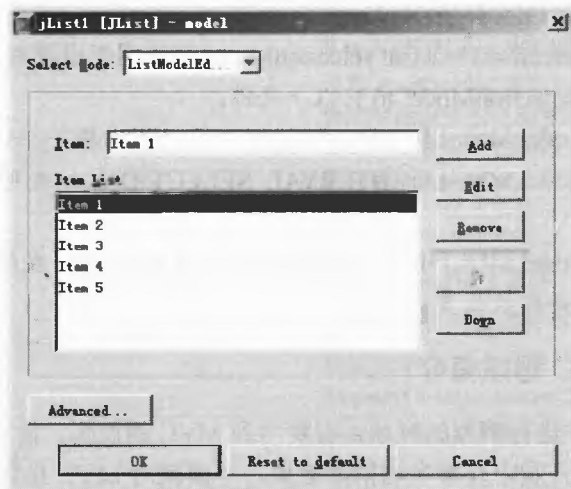 jList1 [JList] - model
Select Mode: ListModelEd...
Item: Item 1
Add
Item List
Edit
Item 1
Item 2
Remove
Item 3
Item 4
Item 5
Down
Advanced...
OK
Reset to default
Cancel